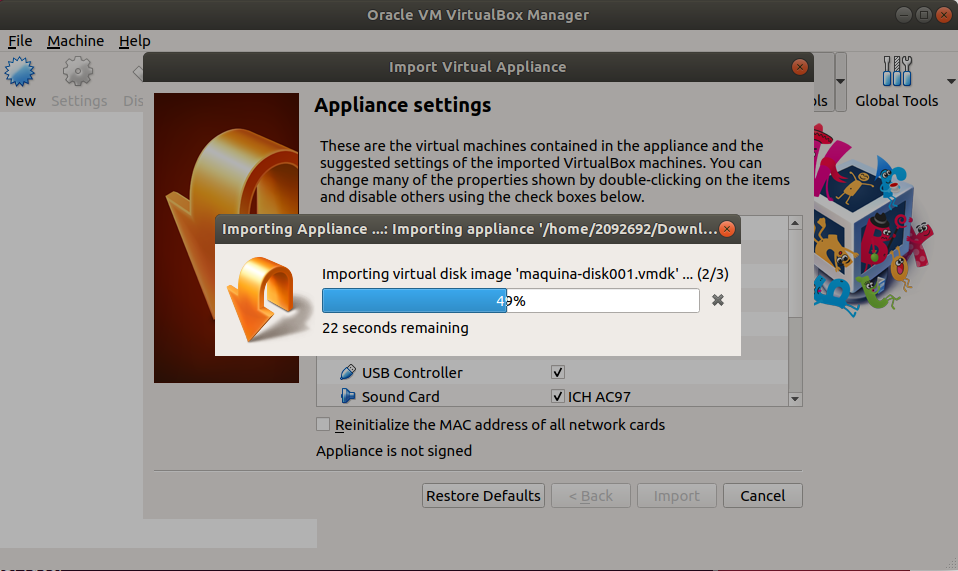 Oracle VM VirtualBox Manager
File Machine Help
New Settings Dis
Global Tools
Import Virtual Appliance
Appliance settings
These are the virtual machines contained in the appliance and the
suggested settings of the imported VirtualBox machines. You can
change many of the properties shown by double-clicking on the items
and disable others using the check boxes below.
Importing Appliance ...: Importing appliance '/home/2092692/Downl...
Importing virtual disk image 'maquina-disk001.vmdk' ... (2/3)
49%
22 seconds remaining
USB Controller
Sound Card ICH AC97
Reinitialize the MAC address of all network cards
Appliance is not signed
Restore Defaults < Back Import Cancel